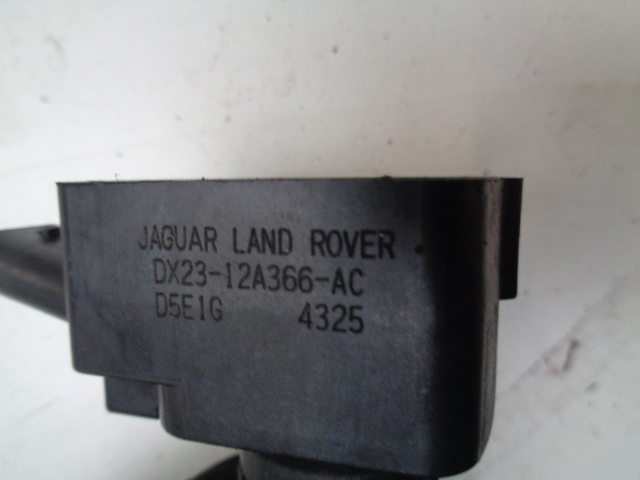 JAGUAR LAND ROVER
DX23-12A366-AC
D5E1G 4325